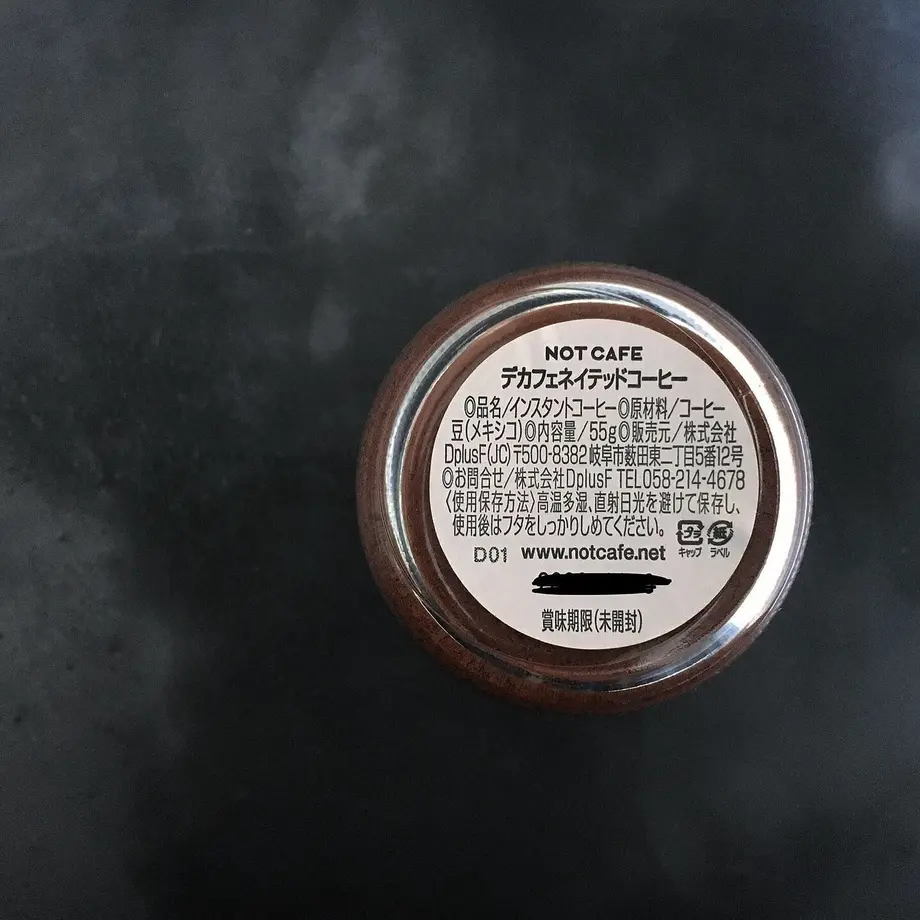 NOT CAFE
デカフェネイテッドコーヒー
◎品名/インスタントコーヒー◎原材料/コーヒー
豆(メキシコ)◎内容量/55g◎販売元/株式会社
DplusF(JC)〒500-8382岐阜市薮田東二丁目5番12号
◎お問合せ/株式会社DplusF TEL058-214-4678
〈使用保存方法〉高温多湿、直射日光を避けて保存し、
使用後はフタをしっかりしめてください。
プラ 紙
キャップ ラベル
D01 www.notcafe.net
賞味期限(未開封)